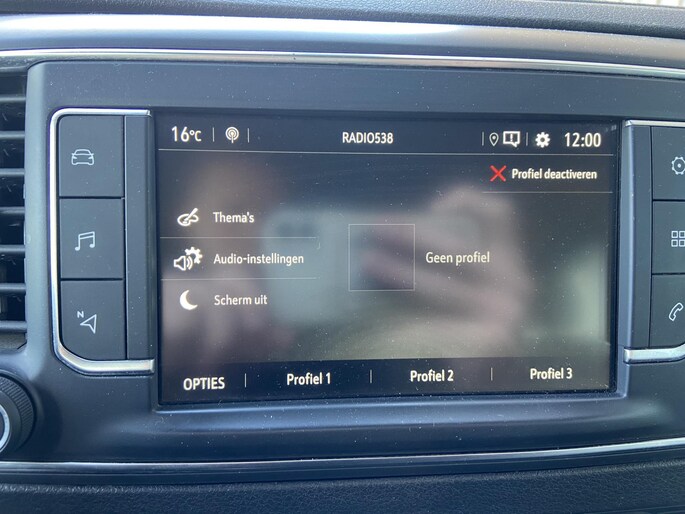 16°C RADIO538 12:00
Profiel deactiveren
Thema's
Audio-instellingen
Geen profiel
Scherm uit
OPTIES Profiel 1 Profiel 2 Profiel 3
N